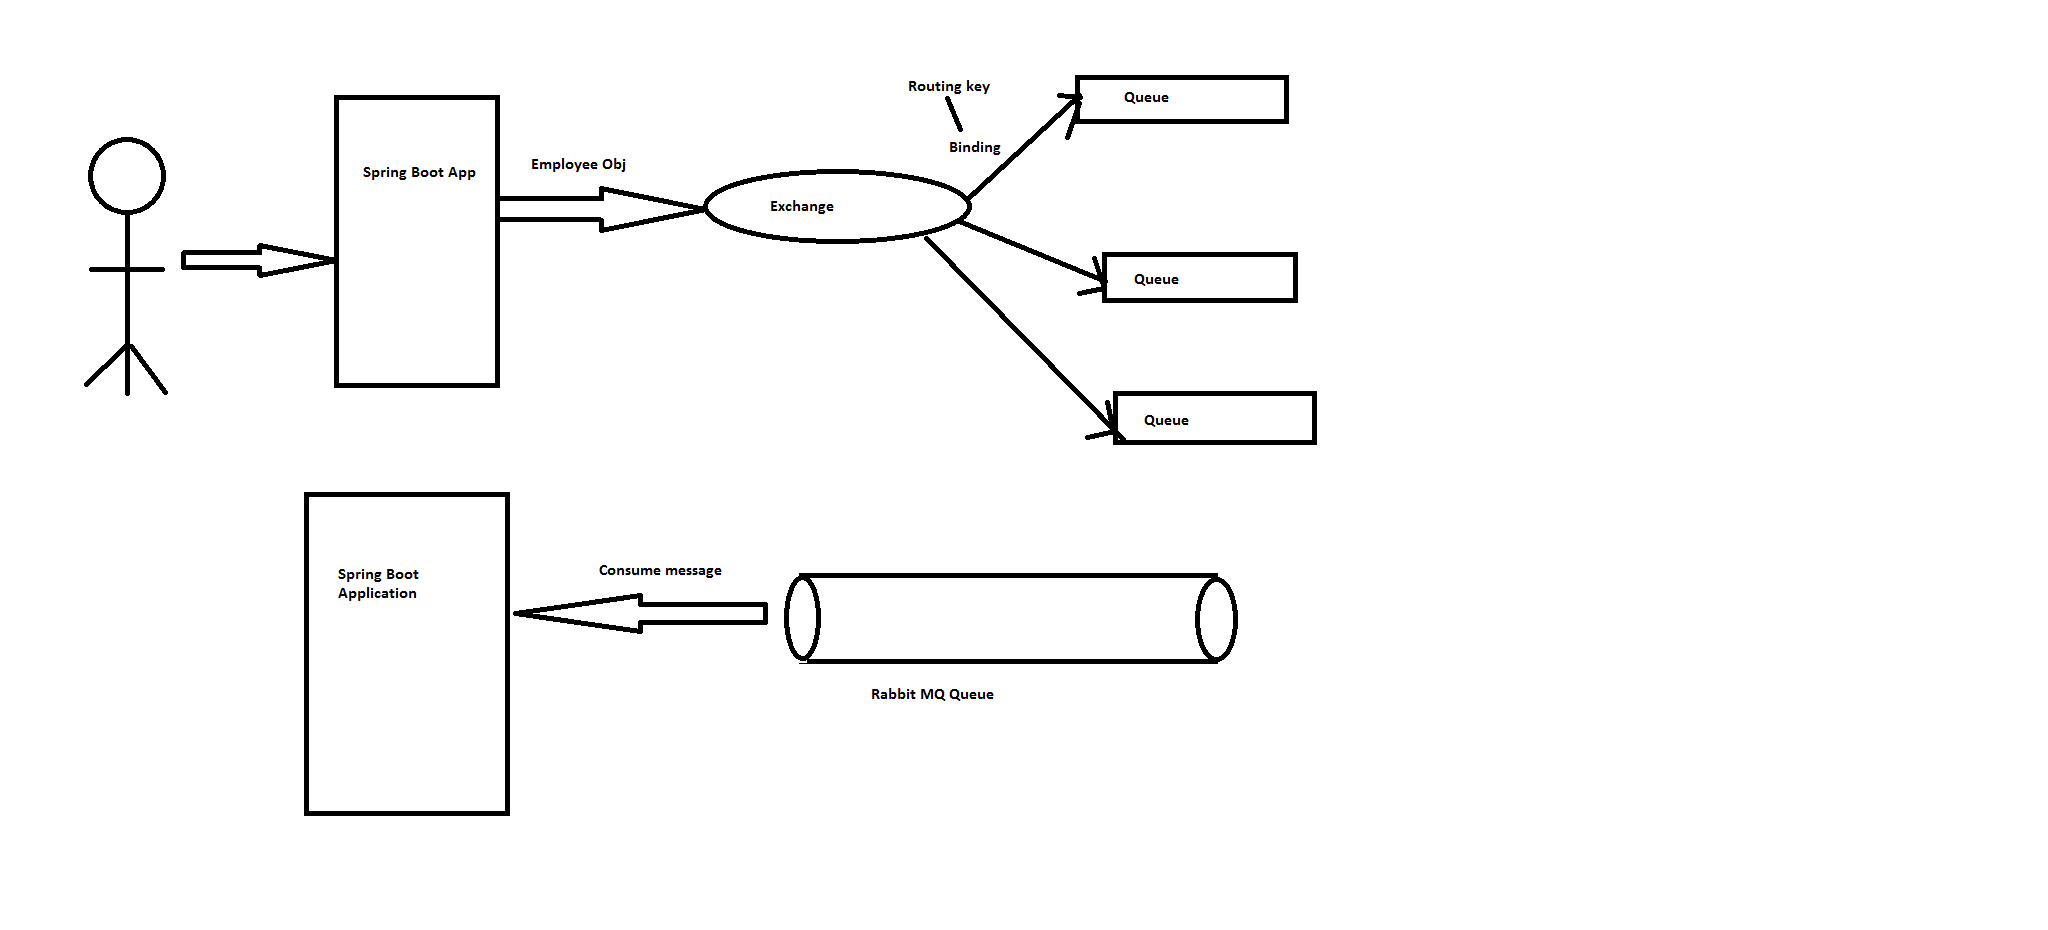 Routing key
Queue
Binding
Employee Obj
Spring Boot App
Exchange
Queue
Queue
Consume message
Spring Boot
Application
Rabbit MQ Queue